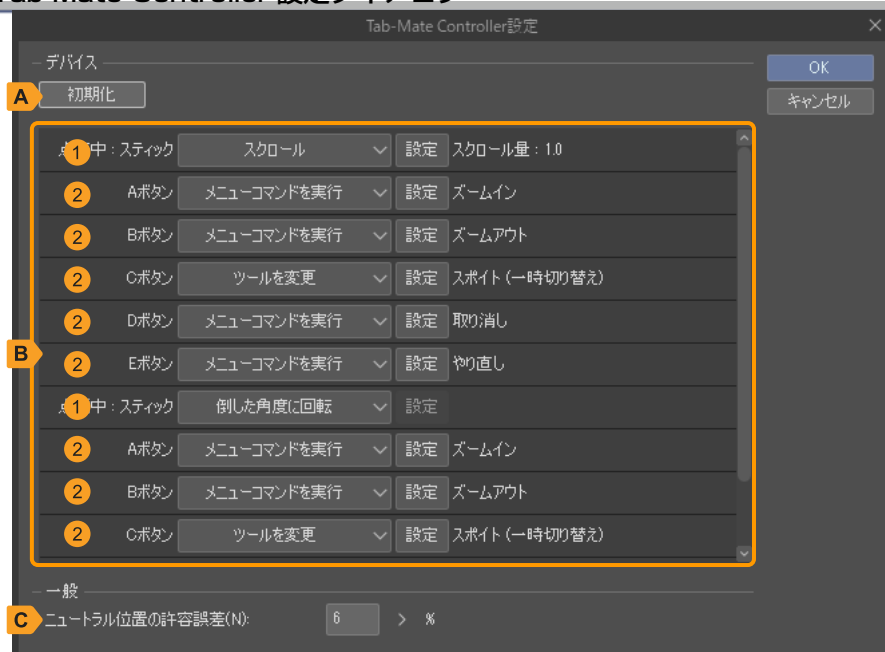 Tab-Mate Controller設定
デバイス
OK
A 初期化
キャンセル
1 中:スティック スクロール 設定 スクロール量:1.0
2 Aボタン メニューコマンドを実行 設定 ズームイン
2 Bボタン メニューコマンドを実行 設定 ズームアウト
2 Cボタン ツールを変更 設定 スポイト(一時切り替え)
2 Dボタン メニューコマンドを実行 設定 取り消し
B
2 Eボタン メニューコマンドを実行 設定 やり直し
1 中:スティック 倒した角度に回転 設定
2 Aボタン メニューコマンドを実行 設定 ズームイン
2 Bボタン メニューコマンドを実行 設定 ズームアウト
2 Cボタン ツールを変更 設定 スポイト(一時切り替え)
一般
C ニュートラル位置の許容誤差(N): 6 > %